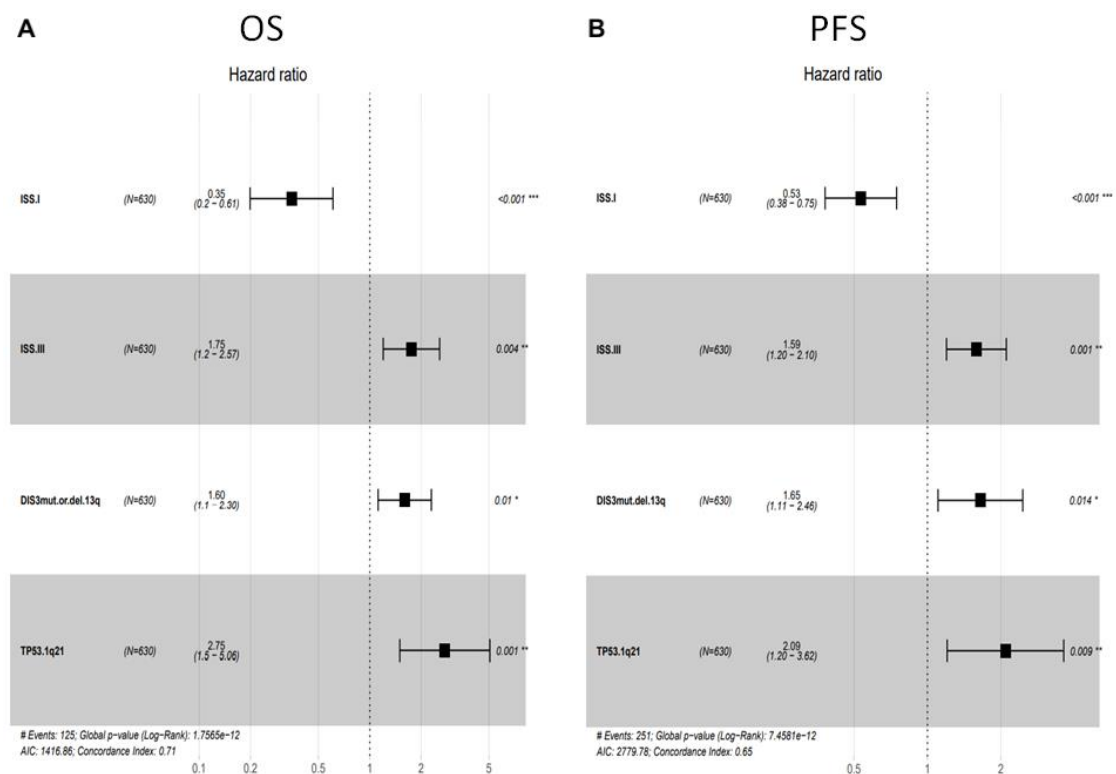 A
OS
Hazard ratio
ISS.I (N=630) 0.35 <0.001 ***
(0.2 – 0.61)
ISS.III (N=630) 1.75 0.004 **
(1.2 – 2.57)
DIS3mut.or.del.13q (N=630) 1.60 0.01 *
(1.1 – 2.30)
TP53.1q21 (N=630) 2.75 0.001 **
(1.5 – 5.06)
# Events: 125; Global p−value (Log−Rank): 1.7565e−12
AIC: 1416.86; Concordance Index: 0.71
0.1 0.2 0.5 1 2 5
B
PFS
Hazard ratio
ISS.I (N=630) 0.53 <0.001 ***
(0.38 – 0.75)
ISS.III (N=630) 1.59 0.001 **
(1.20 – 2.10)
DIS3mut.del.13q (N=630) 1.65 0.014 *
(1.11 – 2.46)
TP53.1q21 (N=630) 2.09 0.009 **
(1.20 – 3.62)
# Events: 251; Global p−value (Log−Rank): 7.4581e−12
AIC: 2779.78; Concordance Index: 0.65
0.5 1 2